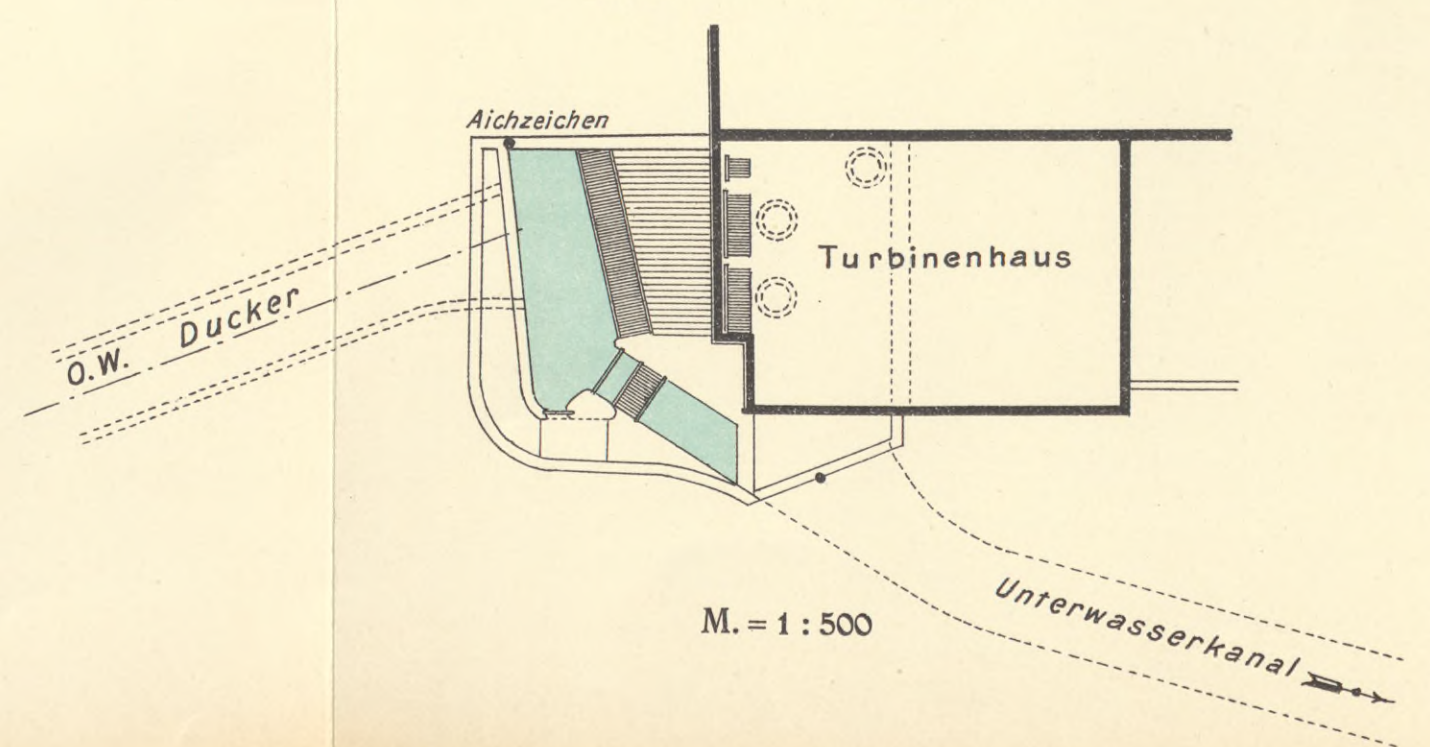 Aichzeichen
Turbinenhaus
O.W. Ducker
M. = 1 : 500
Unterwasserkanal